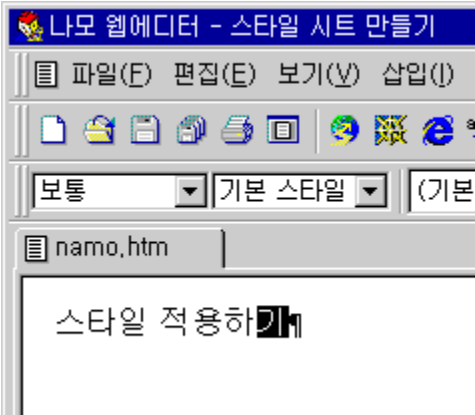 나모 웹에디터 - 스타일 시트 만들기
파일(F) 편집(E) 보기(V) 삽입(I)
보통 기본 스타일 (기본
namo.htm
스타일 적용하기¶